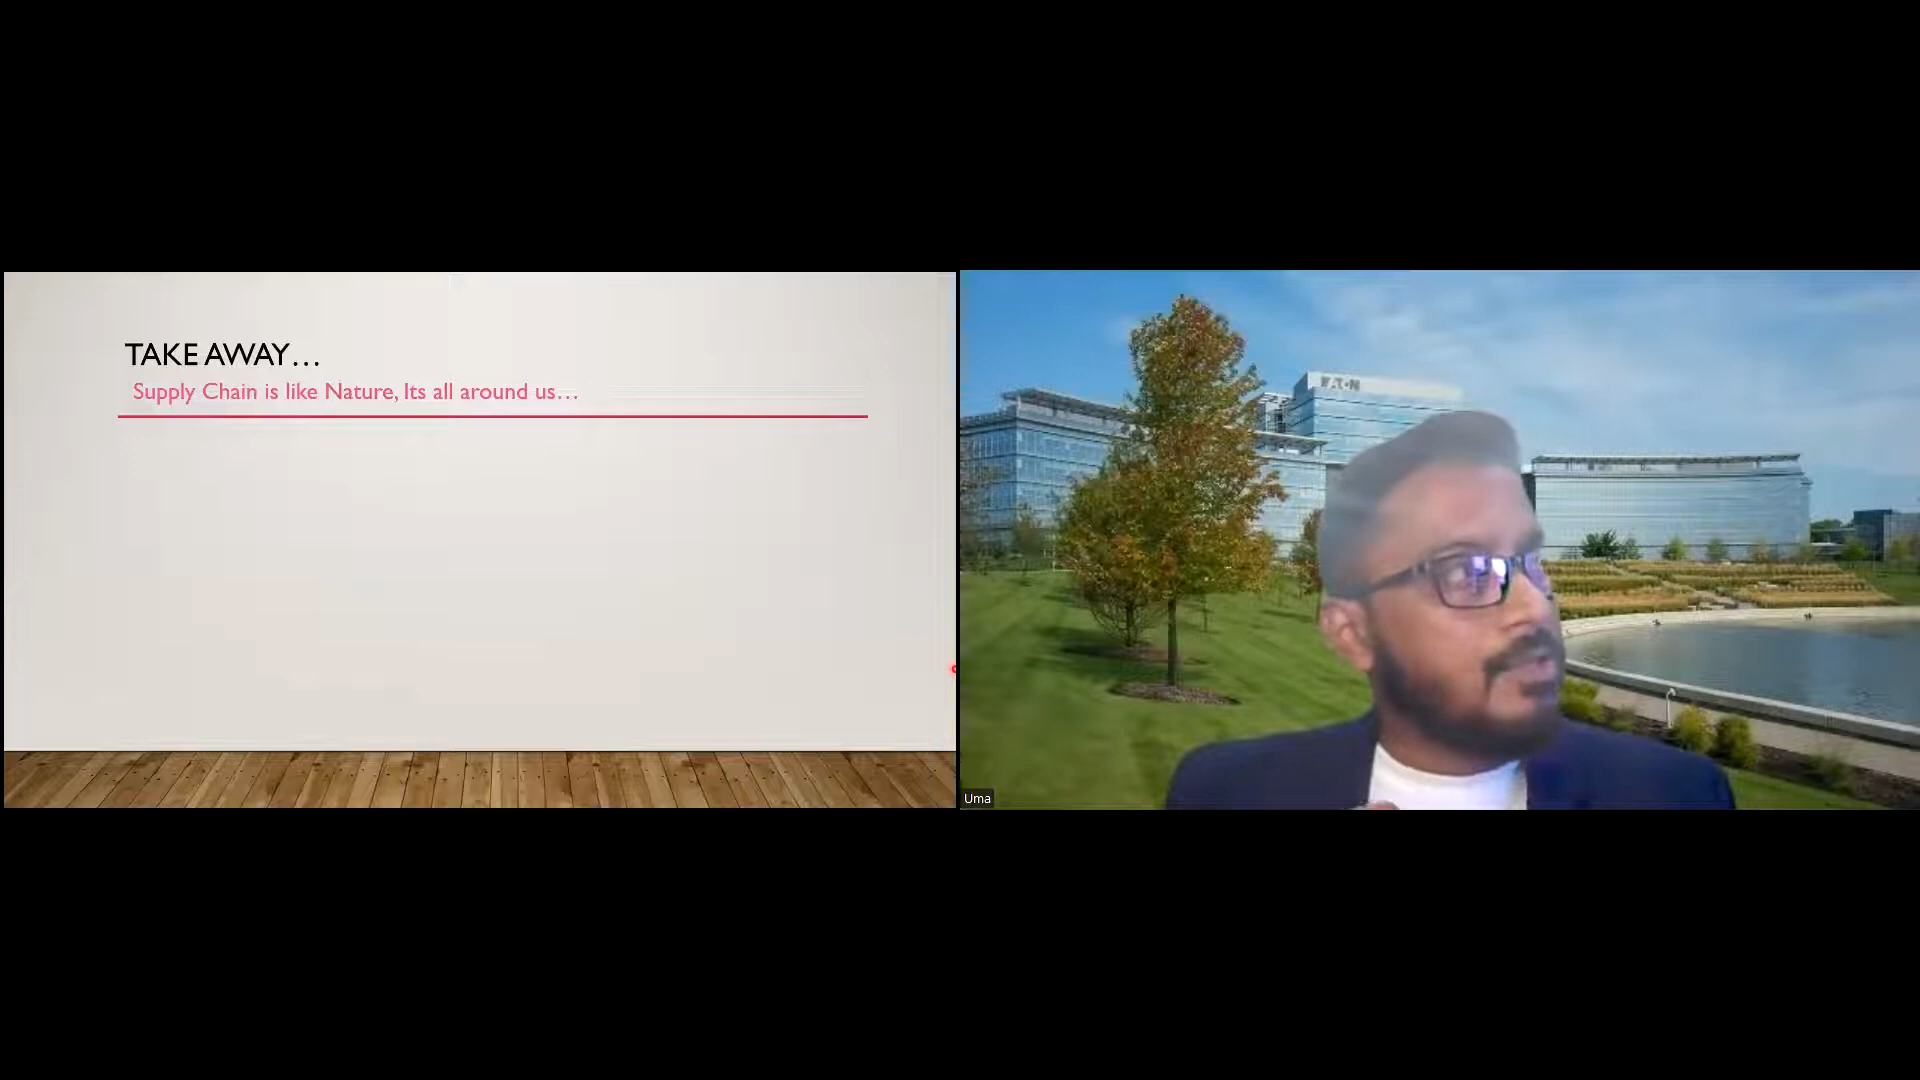 TAKE AWAY...
Supply Chain is like Nature, Its all around us...
EATON
Uma